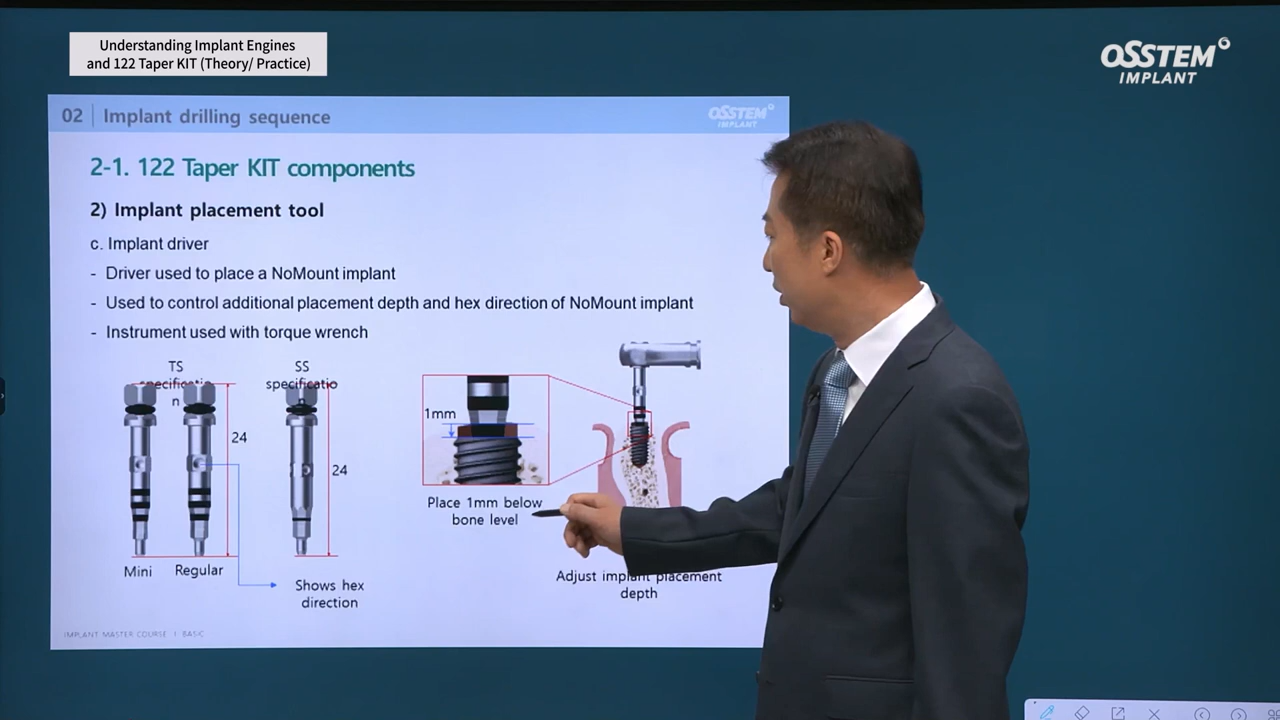 Understanding Implant Engines
and 122 Taper KIT (Theory/ Practice)
OSSTEM
IMPLANT
02 | Implant drilling sequence
OSSTEM
IMPLANT
2-1. 122 Taper KIT components
2) Implant placement tool
c. Implant driver
- Driver used to place a NoMount implant
- Used to control additional placement depth and hex direction of NoMount implant
- Instrument used with torque wrench
TS
specificatio
n
SS
specificatio
24
24
1mm
Mini
Regular
Shows hex
direction
Place 1mm below
bone level
Adjust implant placement
depth
IMPLANT MASTER COURSE | BASIC